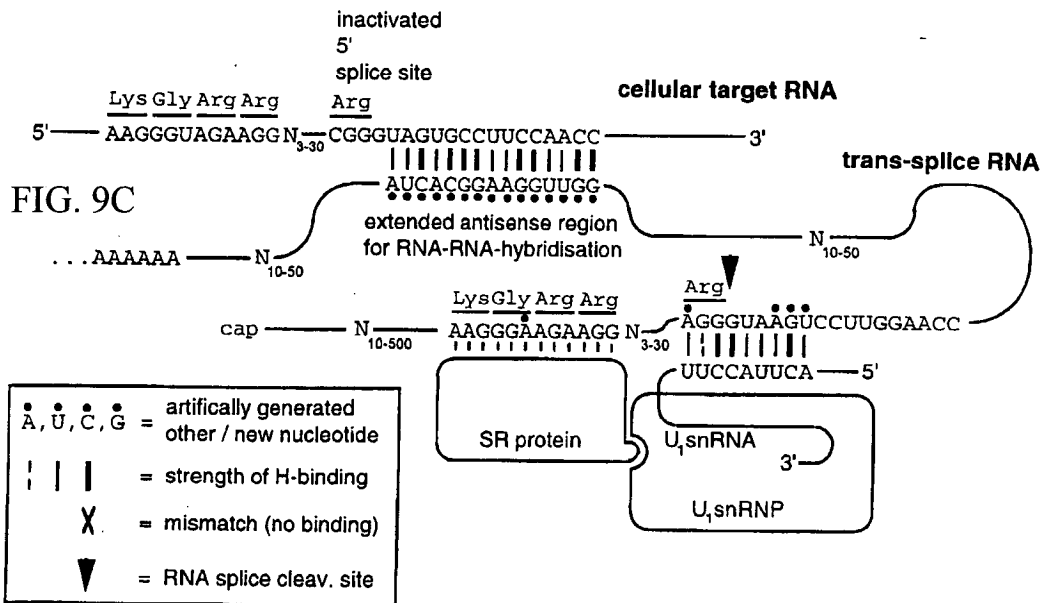 inactivated
5'
splice site
Lys Gly Arg Arg Arg
cellular target RNA
5' AAGGGUAGAAGG N3-30 CGGGUAGUGCCUUCCAACC 3'
trans-splice RNA
AUCACGGAAGGUUGG
FIG. 9C
extended antisense region
for RNA-RNA-hybridisation
N10-50
...AAAAAA N10-50
Arg
Lys Gly Arg Arg
cap N10-500 AAGGGAAGAAGG N3-30 AGGGUAAGUCCUUGGAACC
UUCCAUUCA 5'
SR protein
U1snRNA
3'
U1snRNP
A, U, C, G = artifically generated
other / new nucleotide
= strength of H-binding
X = mismatch (no binding)
= RNA splice cleav. site